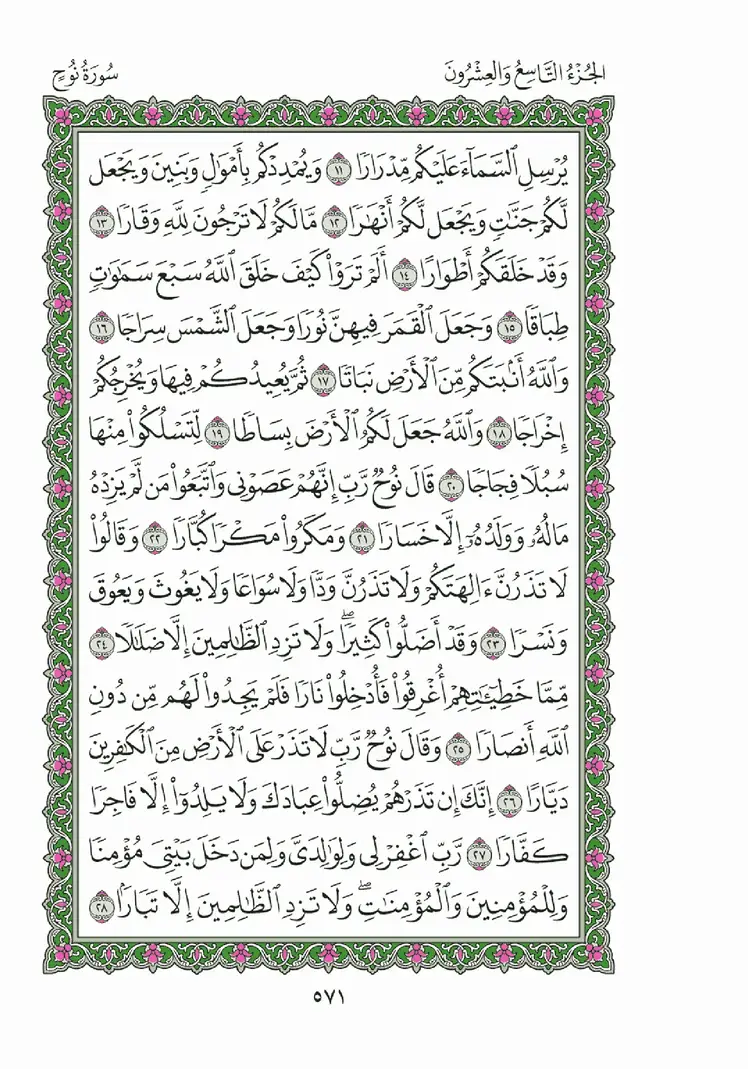 الجُزْءُ التَّاسِعُ وَالعِشْرُونَ
سُورَةُ نُوحٍ
يُرْسِلِ ٱلسَّمَآءَ عَلَيْكُم مِّدْرَارًا ١١ وَيُمْدِدْكُم بِأَمْوَٰلٍ وَبَنِينَ وَيَجْعَل
لَّكُمْ جَنَّٰتٍ وَيَجْعَل لَّكُمْ أَنْهَٰرًا ١٢ مَّا لَكُمْ لَا تَرْجُونَ لِلَّهِ وَقَارًا ١٣
وَقَدْ خَلَقَكُمْ أَطْوَارًا ١٤ أَلَمْ تَرَوْا۟ كَيْفَ خَلَقَ ٱللَّهُ سَبْعَ سَمَٰوَٰتٍ
طِبَاقًا ١٥ وَجَعَلَ ٱلْقَمَرَ فِيهِنَّ نُورًا وَجَعَلَ ٱلشَّمْسَ سِرَاجًا ١٦
وَٱللَّهُ أَنۢبَتَكُم مِّنَ ٱلْأَرْضِ نَبَاتًا ١٧ ثُمَّ يُعِيدُكُمْ فِيهَا وَيُخْرِجُكُمْ
إِخْرَاجًا ١٨ وَٱللَّهُ جَعَلَ لَكُمُ ٱلْأَرْضَ بِسَاطًا ١٩ لِّتَسْلُكُوا۟ مِنْهَا
سُبُلًا فِجَاجًا ٢٠ قَالَ نُوحٌ رَّبِّ إِنَّهُمْ عَصَوْنِى وَٱتَّبَعُوا۟ مَن لَّمْ يَزِدْهُ
مَالُهُۥ وَوَلَدُهُۥٓ إِلَّا خَسَارًا ٢١ وَمَكَرُوا۟ مَكْرًا كُبَّارًا ٢٢ وَقَالُوا۟
لَا تَذَرُنَّ ءَالِهَتَكُمْ وَلَا تَذَرُنَّ وَدًّا وَلَا سُوَاعًا وَلَا يَغُوثَ وَيَعُوقَ
وَنَسْرًا ٢٣ وَقَدْ أَضَلُّوا۟ كَثِيرًا ۖ وَلَا تَزِدِ ٱلظَّٰلِمِينَ إِلَّا ضَلَٰلًا ٢٤
مِّمَّا خَطِيٓـَٰٔتِهِمْ أُغْرِقُوا۟ فَأُدْخِلُوا۟ نَارًا فَلَمْ يَجِدُوا۟ لَهُم مِّن دُونِ
ٱللَّهِ أَنصَارًا ٢٥ وَقَالَ نُوحٌ رَّبِّ لَا تَذَرْ عَلَى ٱلْأَرْضِ مِنَ ٱلْكَٰفِرِينَ
دَيَّارًا ٢٦ إِنَّكَ إِن تَذَرْهُمْ يُضِلُّوا۟ عِبَادَكَ وَلَا يَلِدُوٓا۟ إِلَّا فَاجِرًا
كَفَّارًا ٢٧ رَّبِّ ٱغْفِرْ لِى وَلِوَٰلِدَىَّ وَلِمَن دَخَلَ بَيْتِىَ مُؤْمِنًا
وَلِلْمُؤْمِنِينَ وَٱلْمُؤْمِنَٰتِ ۖ وَلَا تَزِدِ ٱلظَّٰلِمِينَ إِلَّا تَبَارًۢا ٢٨
٥٧١